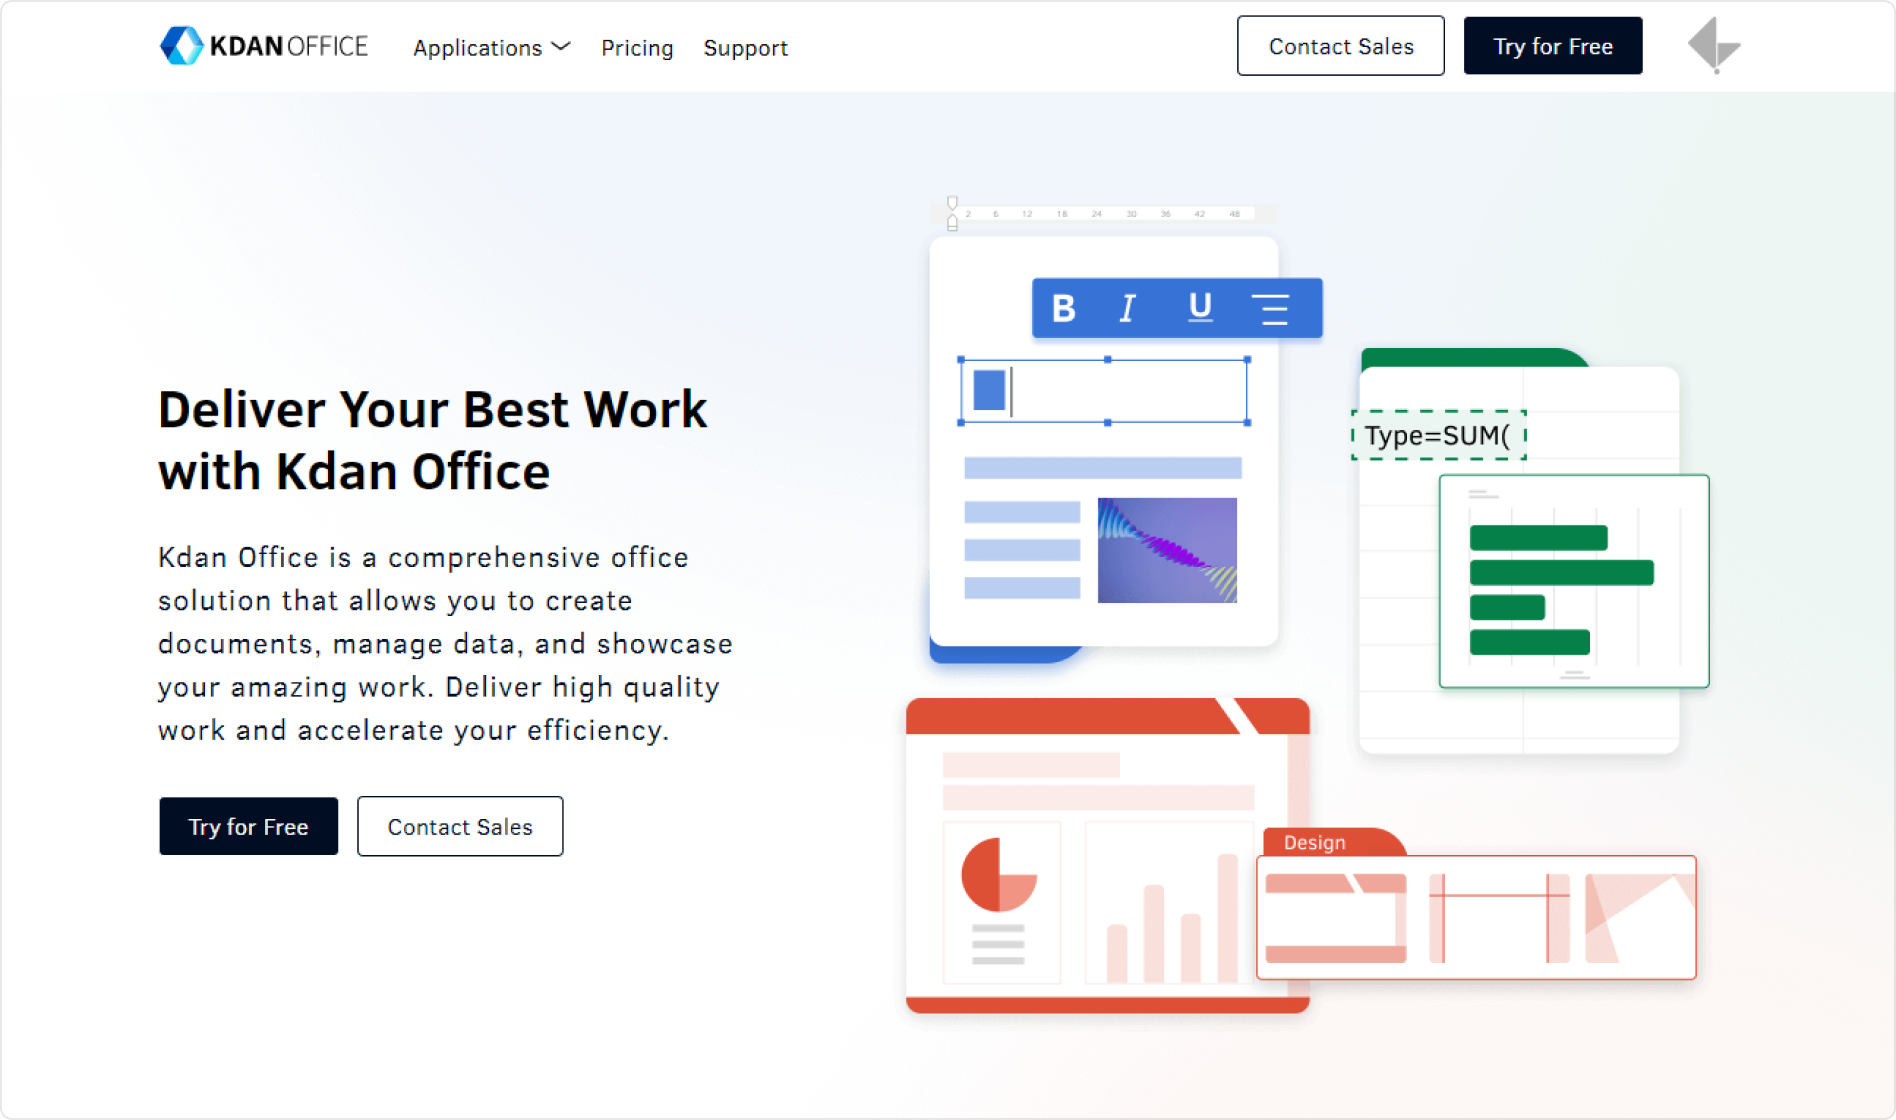 KDAN OFFICE
Applications
Pricing
Support
Contact Sales
Try for Free
Deliver Your Best Work
with Kdan Office
Kdan Office is a comprehensive office
solution that allows you to create
documents, manage data, and showcase
your amazing work. Deliver high quality
work and accelerate your efficiency.
Try for Free
Contact Sales
2 6 12 18 24 30 36 42 48
B I U
Type=SUM(
Design